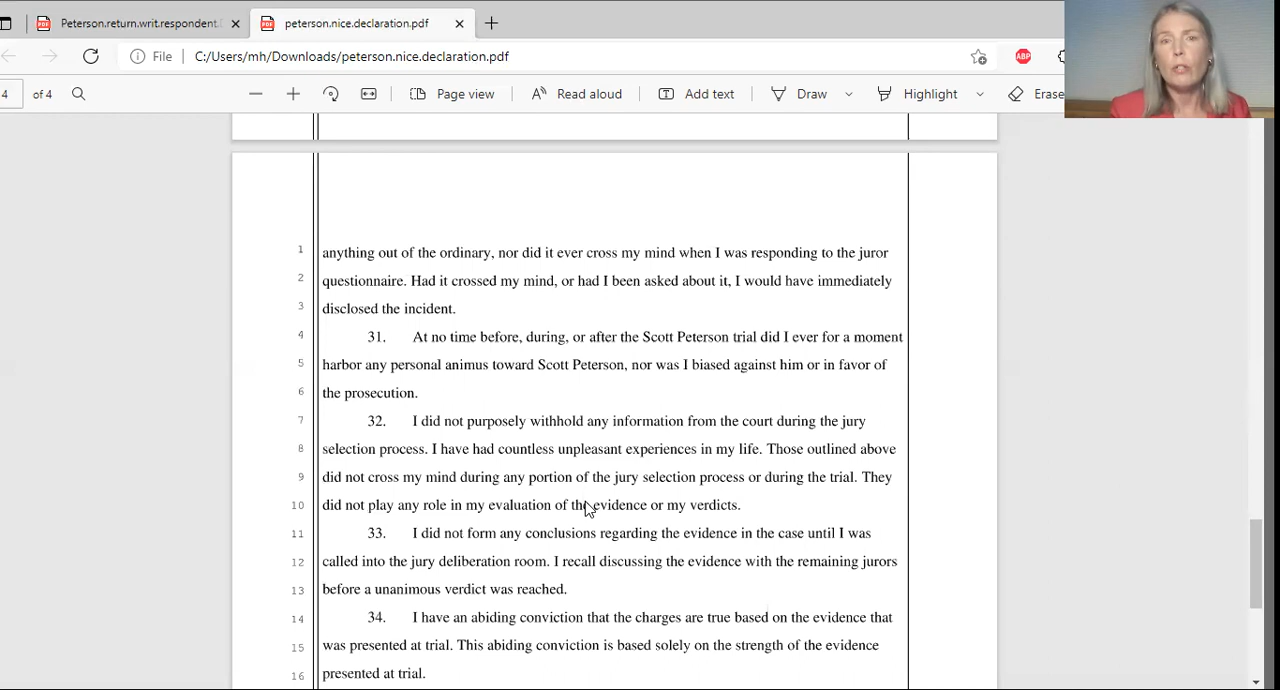 Peterson.return.writ.respondent.
peterson.nice.declaration.pdf
File C:/Users/mh/Downloads/peterson.nice.declaration.pdf
ABP
4 of 4 Page view Read aloud Add text Draw Highlight Erase
1 anything out of the ordinary, nor did it ever cross my mind when I was responding to the juror
2 questionnaire. Had it crossed my mind, or had I been asked about it, I would have immediately
3 disclosed the incident.
4 31. At no time before, during, or after the Scott Peterson trial did I ever for a moment
5 harbor any personal animus toward Scott Peterson, nor was I biased against him or in favor of
6 the prosecution.
7 32. I did not purposely withhold any information from the court during the jury
8 selection process. I have had countless unpleasant experiences in my life. Those outlined above
9 did not cross my mind during any portion of the jury selection process or during the trial. They
10 did not play any role in my evaluation of the evidence or my verdicts.
11 33. I did not form any conclusions regarding the evidence in the case until I was
12 called into the jury deliberation room. I recall discussing the evidence with the remaining jurors
13 before a unanimous verdict was reached.
14 34. I have an abiding conviction that the charges are true based on the evidence that
15 was presented at trial. This abiding conviction is based solely on the strength of the evidence
16 presented at trial.